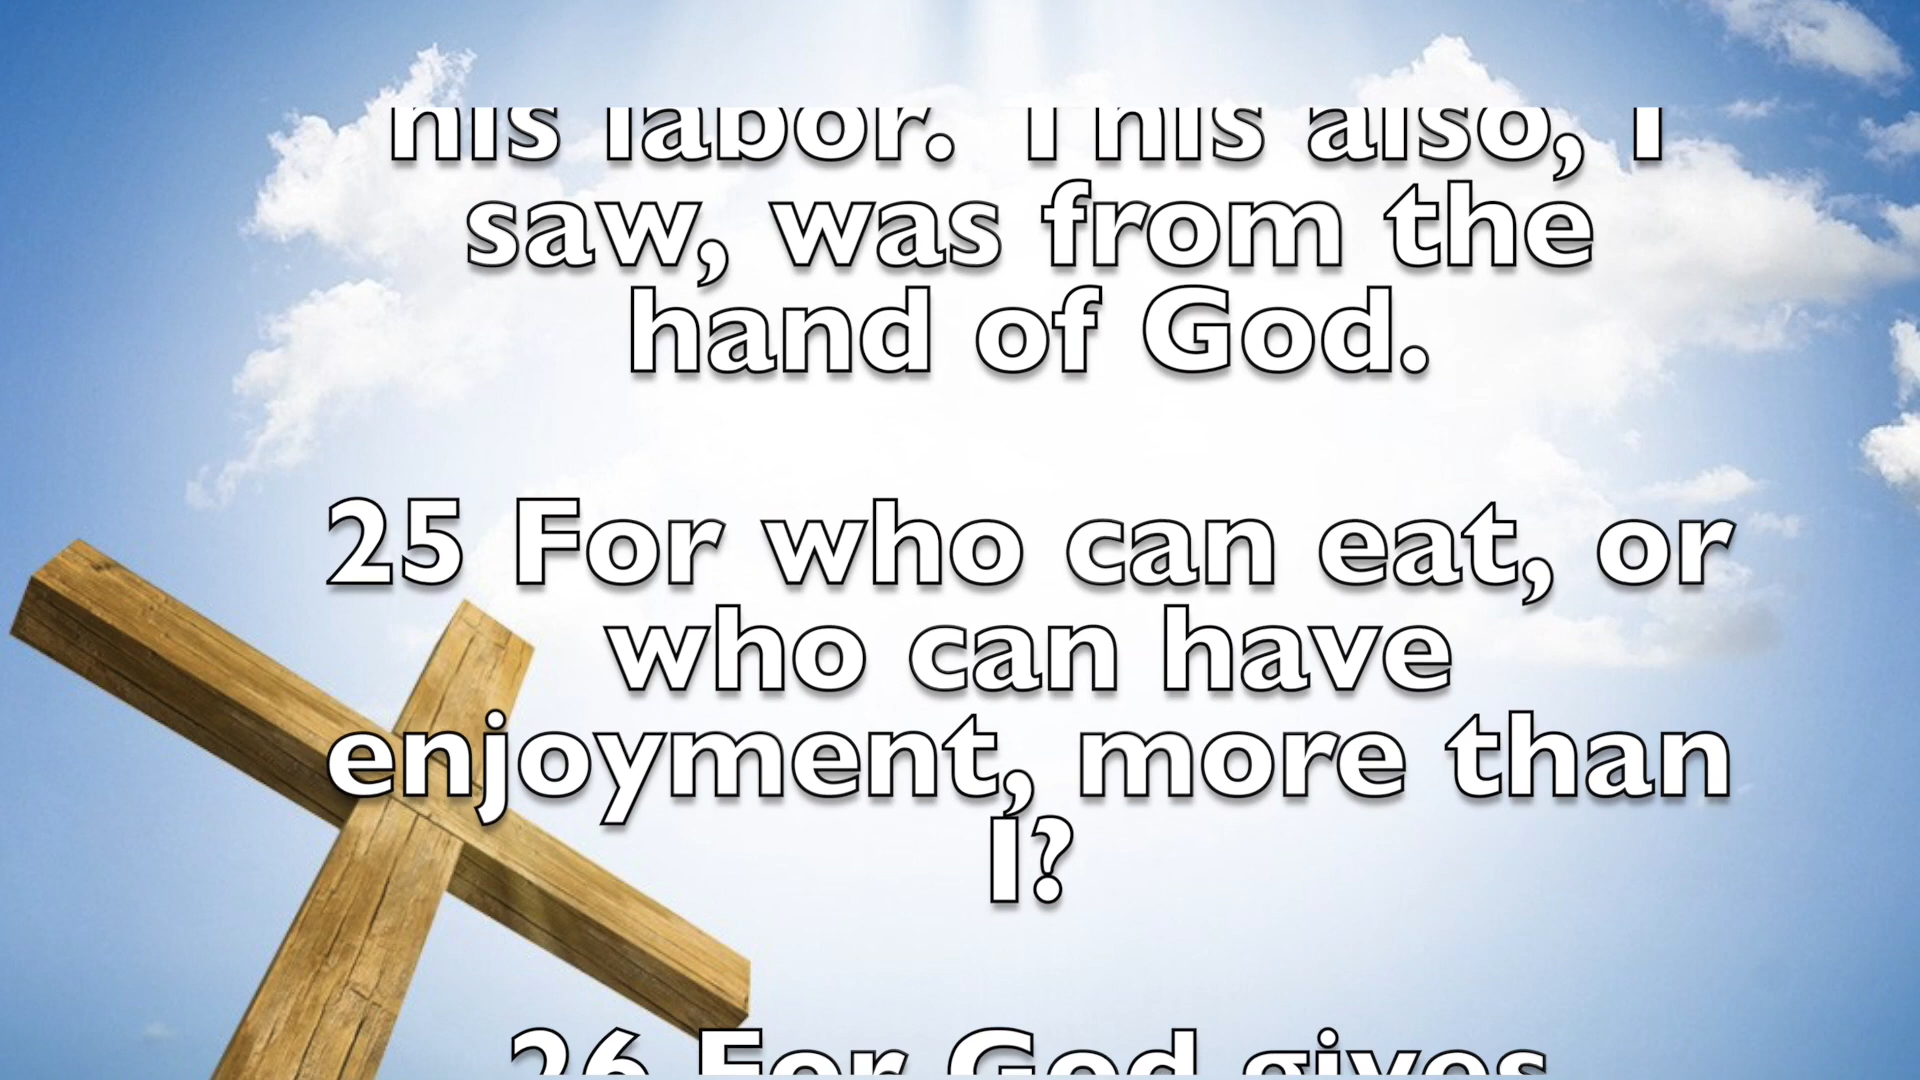 his labor. This also, I
saw, was from the
hand of God.
25 For who can eat, or
who can have
enjoyment, more than
I?
26 For God gives